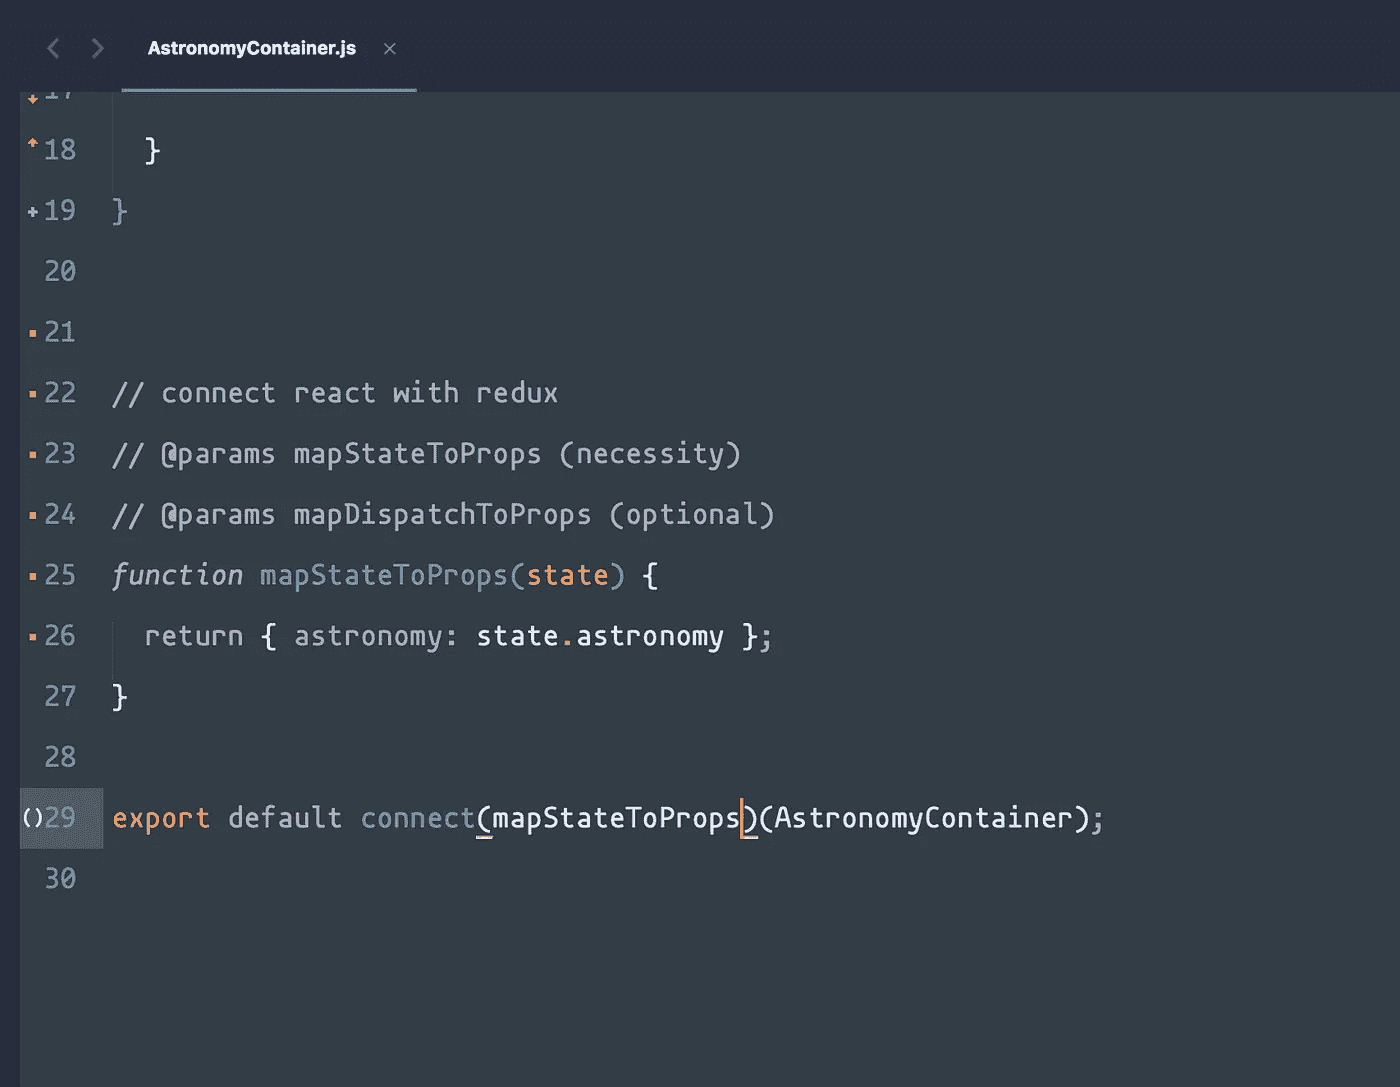 AstronomyContainer.js ×
17
18 }
19 }
20
21
22 // connect react with redux
23 // @params mapStateToProps (necessity)
24 // @params mapDispatchToProps (optional)
25 function mapStateToProps(state) {
26 return { astronomy: state.astronomy };
27 }
28
29 export default connect(mapStateToProps)(AstronomyContainer);
30